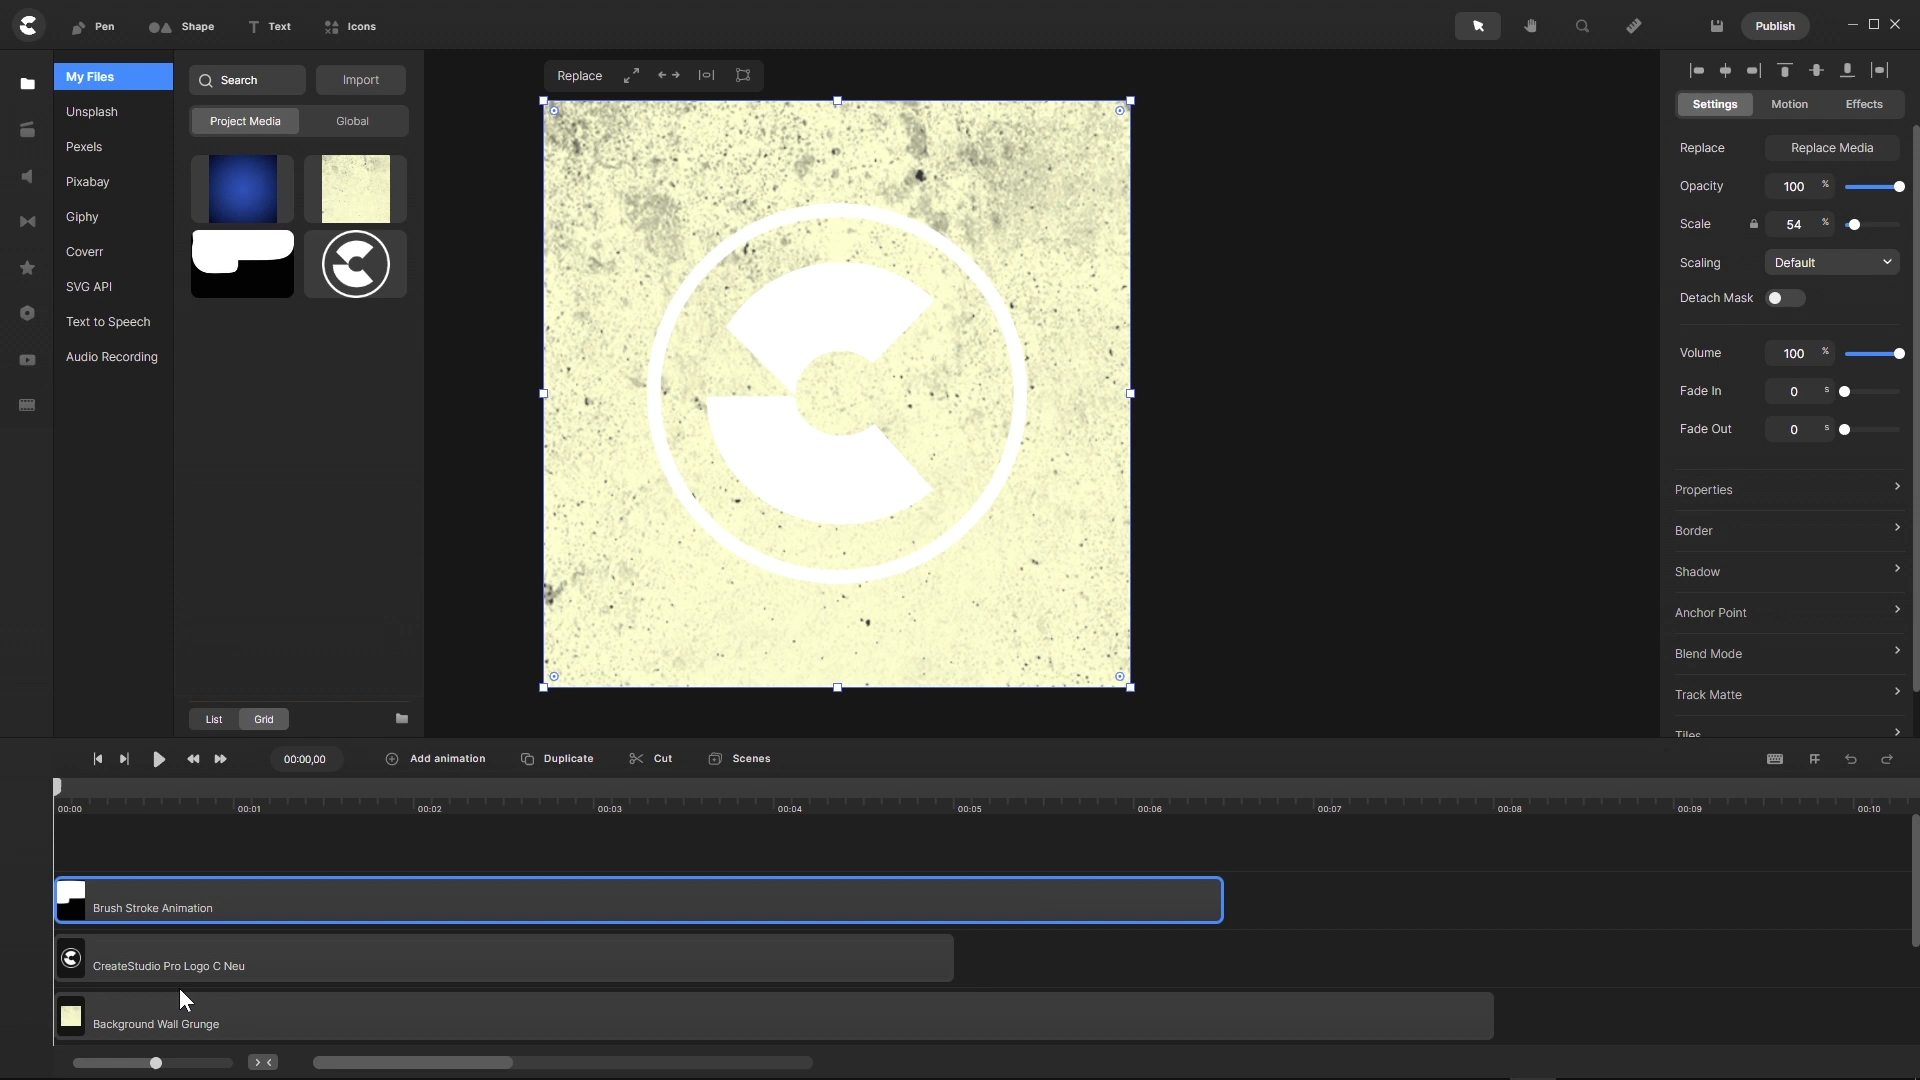 Pen
Shape
Text
Icons
Publish
My Files
Unsplash
Pexels
Pixabay
Giphy
Coverr
SVG API
Text to Speech
Audio Recording
Search
Import
Project Media
Global
List
Grid
Replace
Settings
Motion
Effects
Replace
Replace Media
Opacity
100 %
Scale
54 %
Scaling
Default
Detach Mask
Volume
100 %
Fade In
0 s
Fade Out
0 s
Properties
Border
Shadow
Anchor Point
Blend Mode
Track Matte
Tiles
00:00,00
Add animation
Duplicate
Cut
Scenes
00:00 00:01 00:02 00:03 00:04 00:05 00:06 00:07 00:08 00:09 00:10
Brush Stroke Animation
CreateStudio Pro Logo C Neu
Background Wall Grunge